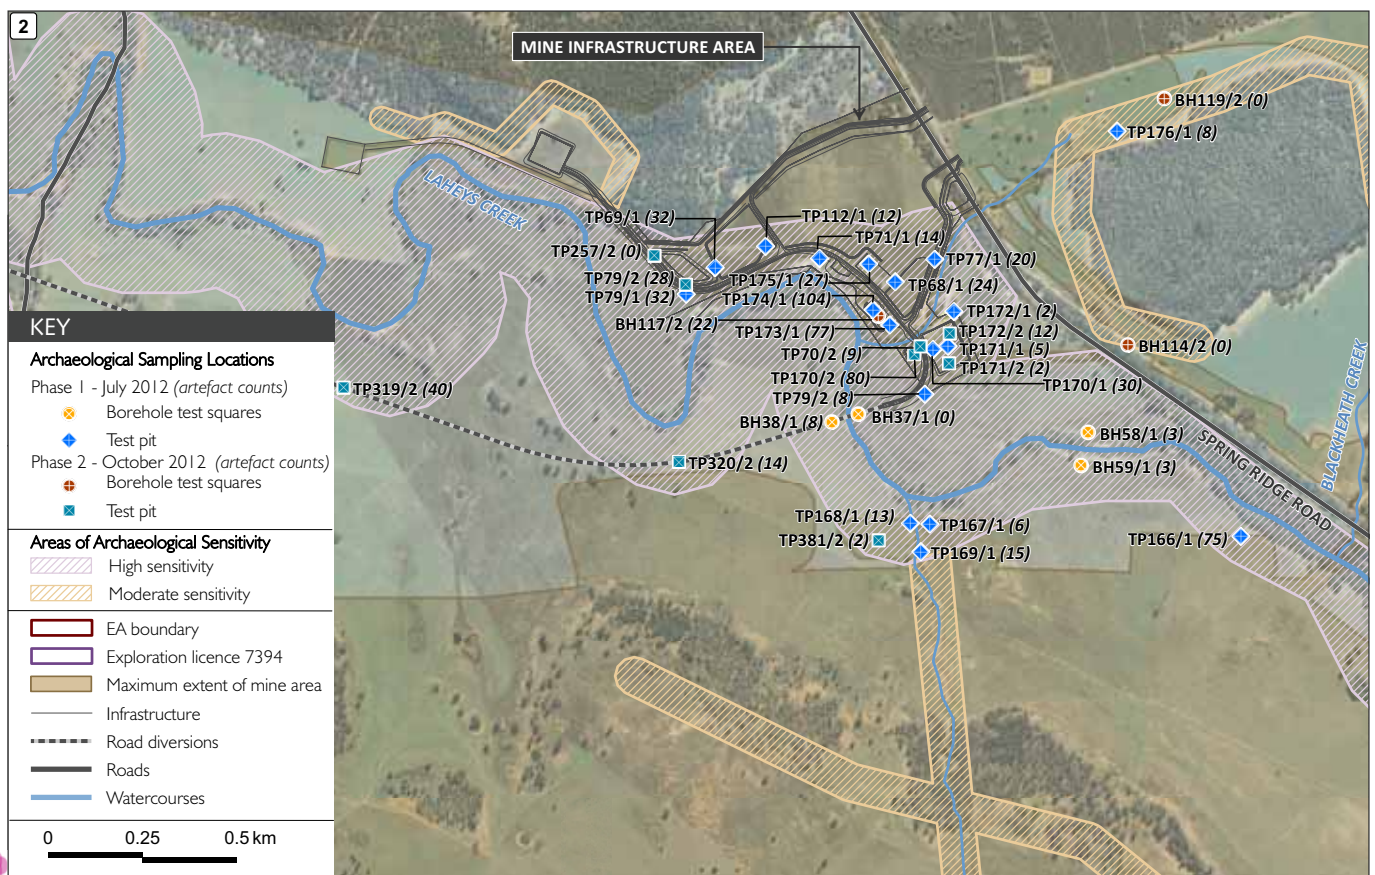 2
MINE INFRASTRUCTURE AREA
BH119/2 (0)
TP176/1 (8)
LAHEYS CREEK
TP69/1 (32)
TP112/1 (12)
TP71/1 (14)
TP257/2 (0)
TP77/1 (20)
TP79/2 (28)
TP175/1 (27)
TP68/1 (24)
TP79/1 (32)
TP174/1 (104)
TP172/1 (2)
BH117/2 (22)
TP173/1 (77)
TP172/2 (12)
TP70/2 (9)
TP171/1 (5)
BH114/2 (0)
TP171/2 (2)
TP170/2 (80)
TP170/1 (30)
TP319/2 (40)
TP79/2 (8)
BH38/1 (8)
BH37/1 (0)
BH58/1 (3)
BLACKHEATH CREEK
SPRING RIDGE ROAD
TP320/2 (14)
BH59/1 (3)
TP168/1 (13)
TP167/1 (6)
TP381/2 (2)
TP166/1 (75)
TP169/1 (15)
KEY
Archaeological Sampling Locations
Phase 1 - July 2012 (artefact counts)
Borehole test squares
Test pit
Phase 2 - October 2012 (artefact counts)
Borehole test squares
Test pit
Areas of Archaeological Sensitivity
High sensitivity
Moderate sensitivity
EA boundary
Exploration licence 7394
Maximum extent of mine area
Infrastructure
Road diversions
Roads
Watercourses
0 0.25 0.5 km